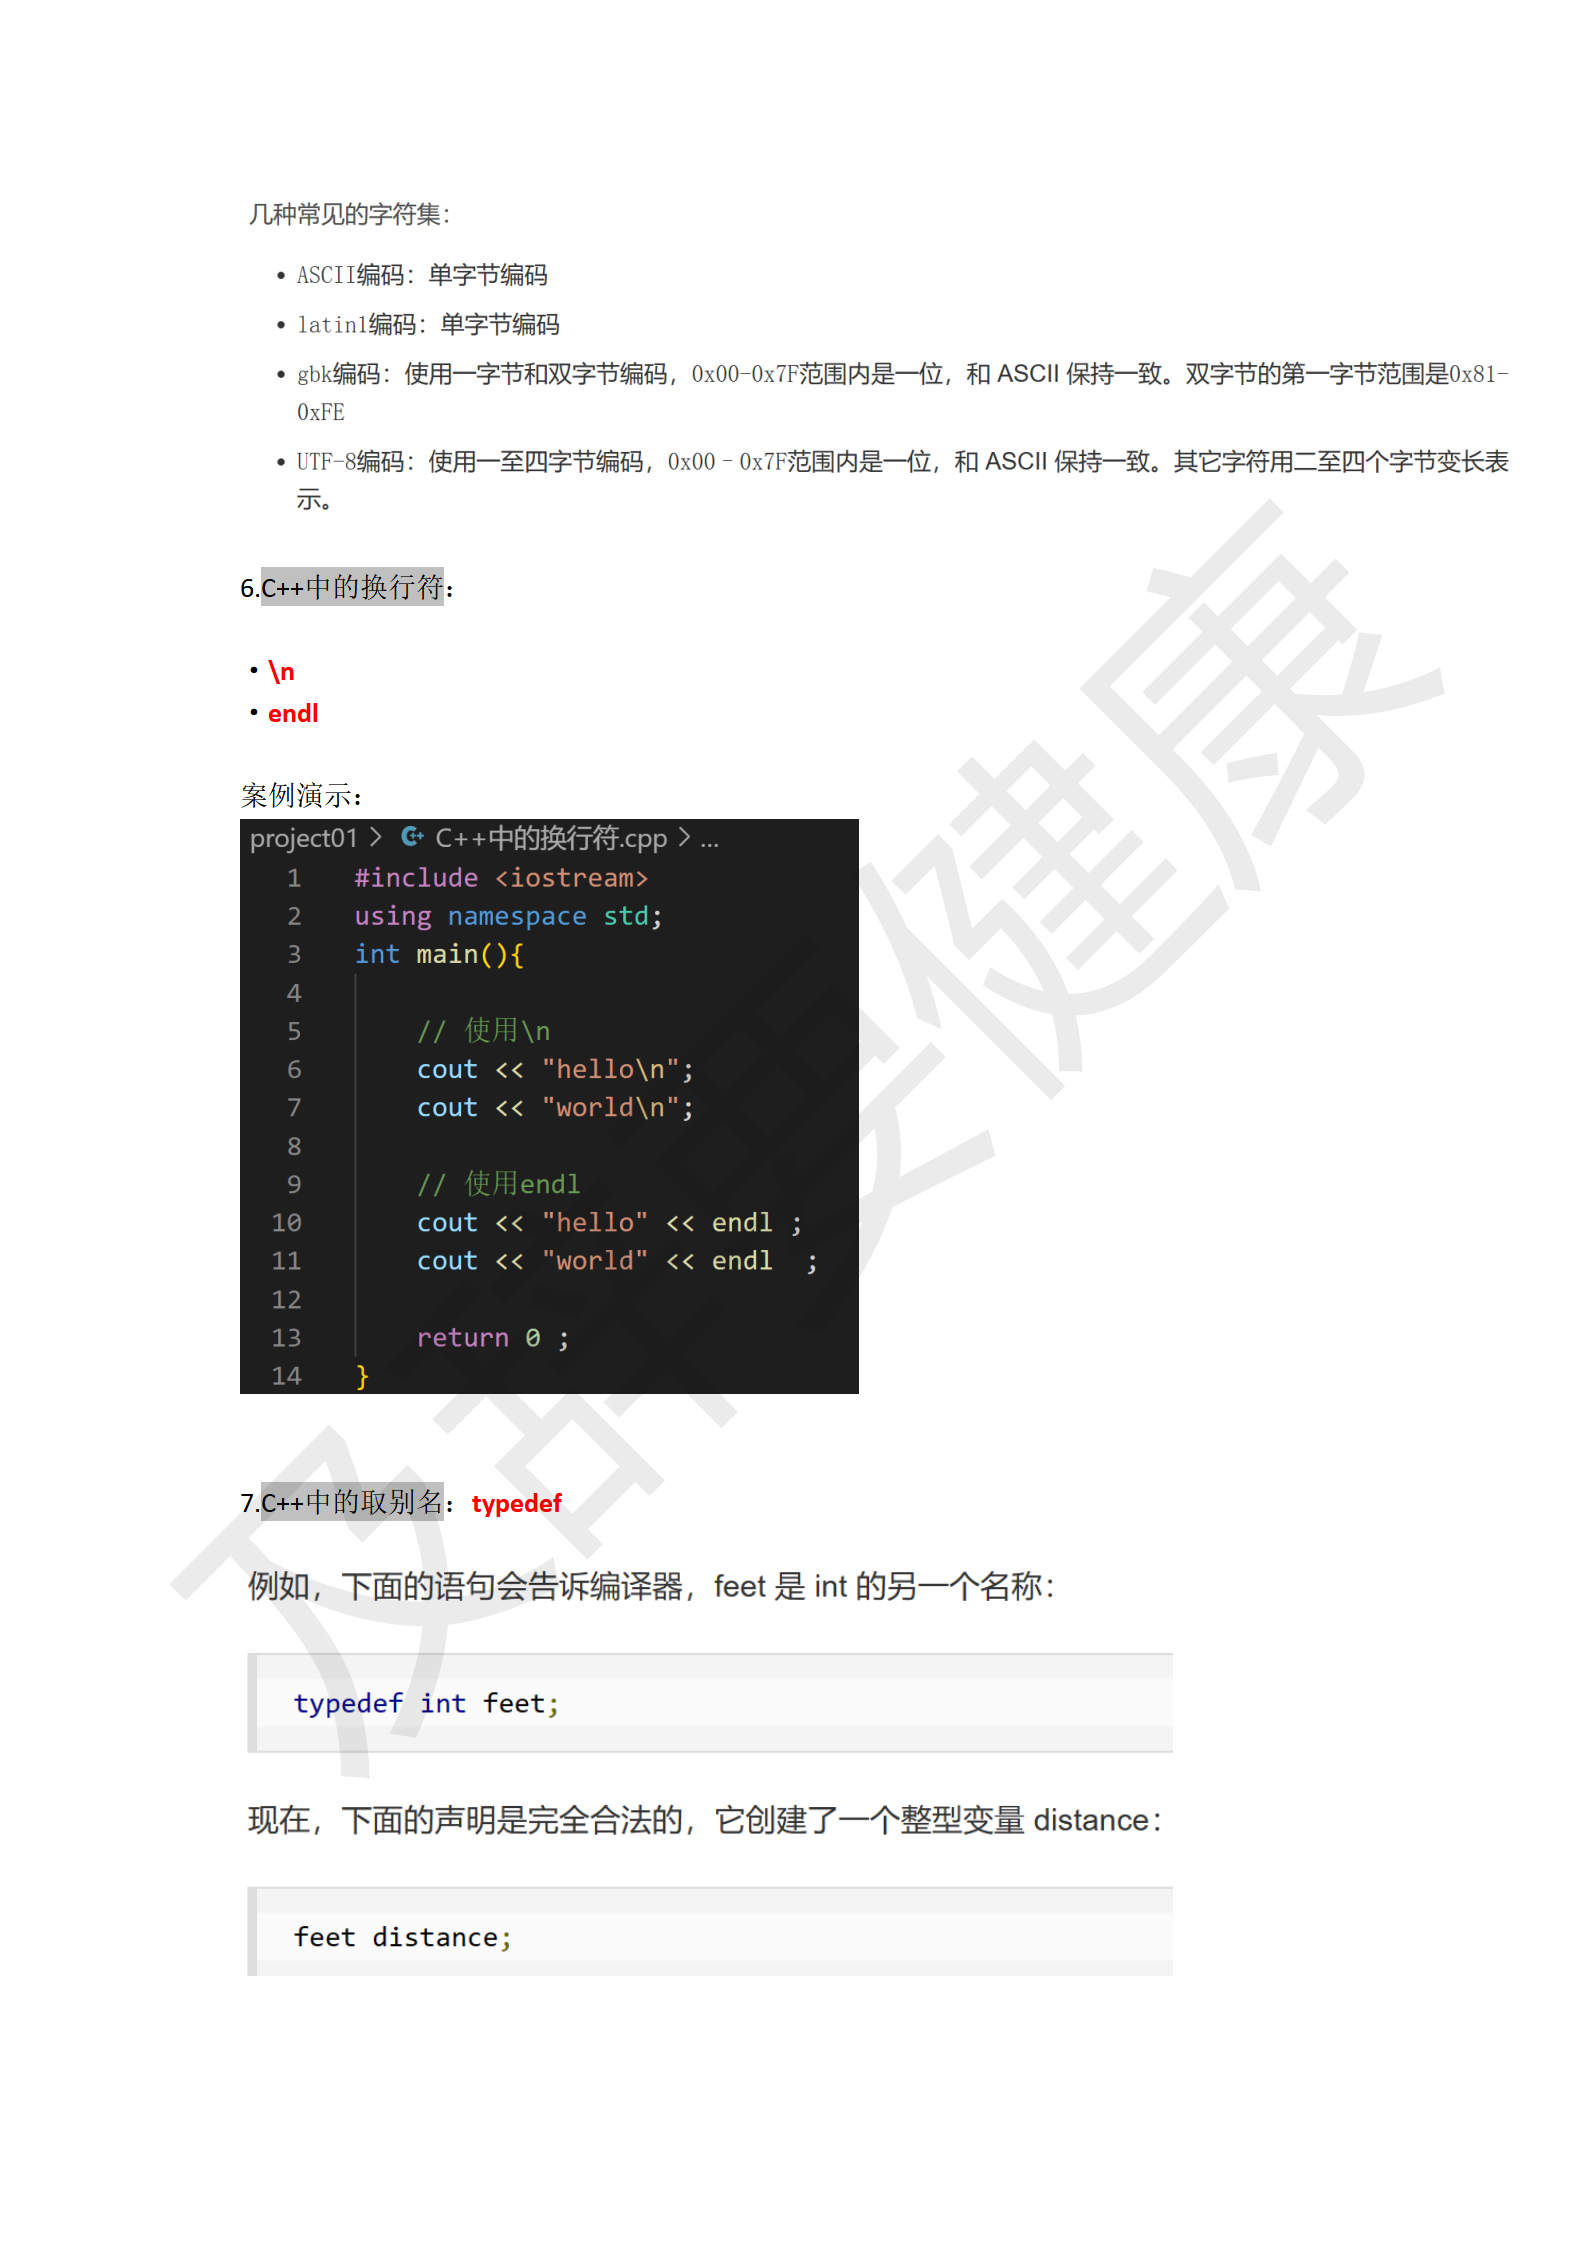 几种常见的字符集：
• ASCII编码：单字节编码
• latin1编码：单字节编码
• gbk编码：使用一字节和双字节编码，0x00-0x7F范围内是一位，和 ASCII 保持一致。双字节的第一字节范围是0x81-
0xFE
• UTF-8编码：使用一至四字节编码，0x00 – 0x7F范围内是一位，和 ASCII 保持一致。其它字符用二至四个字节变长表
示。
6.C++中的换行符：
• \n
• endl
案例演示：
project01 > C++中的换行符.cpp > ...
1 #include <iostream>
2 using namespace std;
3 int main(){
4
5 // 使用\n
6 cout << "hello\n";
7 cout << "world\n";
8
9 // 使用endl
10 cout << "hello" << endl ;
11 cout << "world" << endl  ;
12
13 return 0 ;
14 }
7.C++中的取别名：typedef
例如，下面的语句会告诉编译器，feet 是 int 的另一个名称：
typedef int feet;
现在，下面的声明是完全合法的，它创建了一个整型变量 distance：
feet distance;